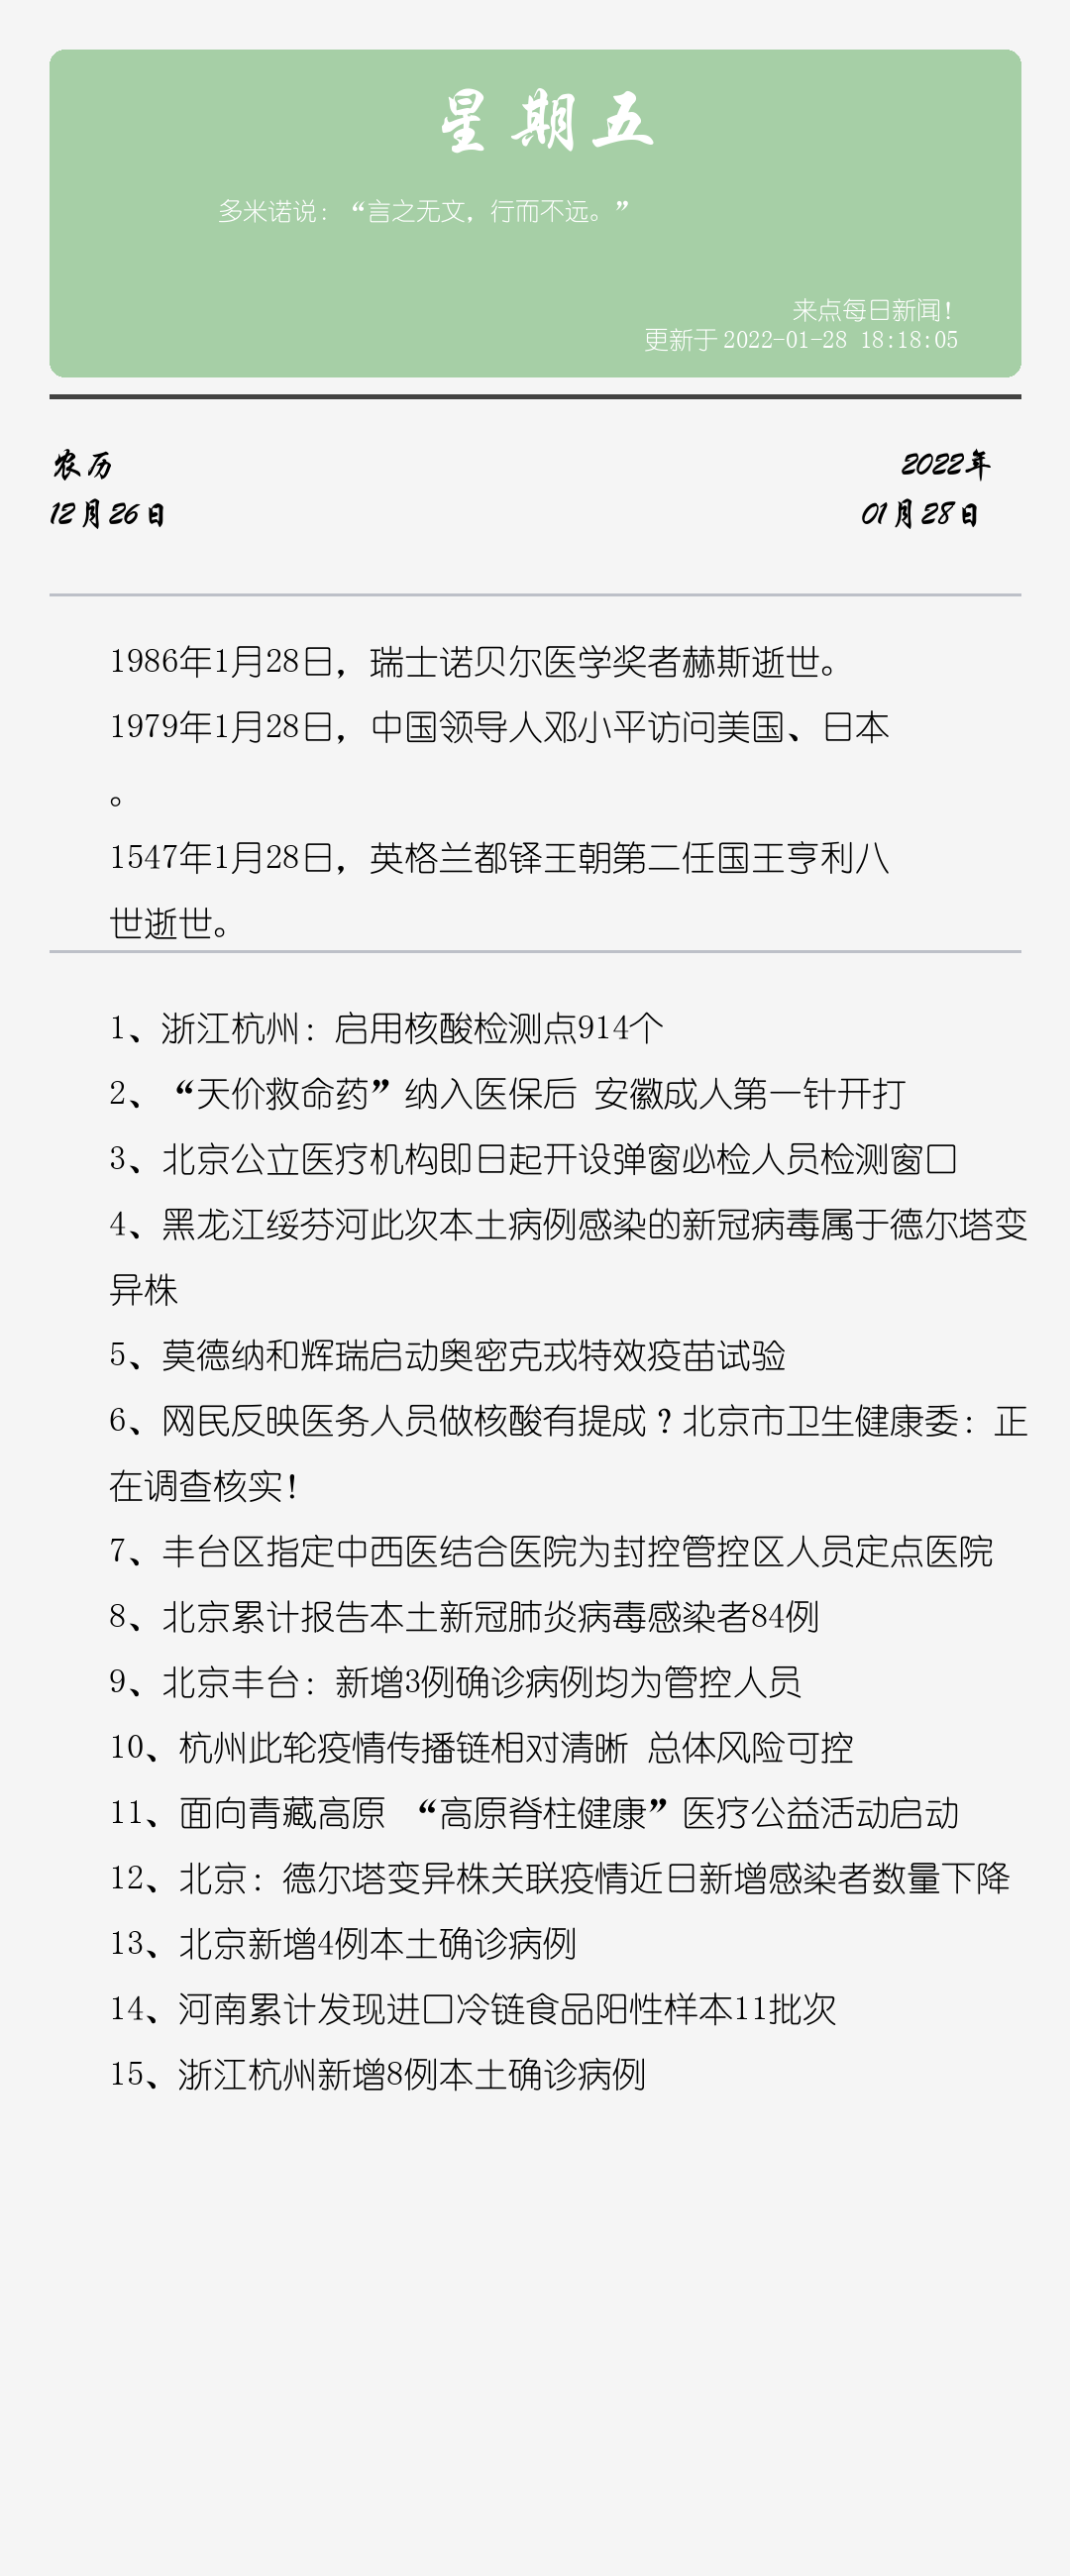 星期五
多米诺说：“言之无文，行而不远。”
来点每日新闻！
更新于 2022-01-28 18:18:05
农历
2022年
12月26日
01月28日
1986年1月28日，瑞士诺贝尔医学奖者赫斯逝世。
1979年1月28日，中国领导人邓小平访问美国、日本
。
1547年1月28日，英格兰都铎王朝第二任国王亨利八
世逝世。
1、浙江杭州：启用核酸检测点914个
2、“天价救命药”纳入医保后 安徽成人第一针开打
3、北京公立医疗机构即日起开设弹窗必检人员检测窗口
4、黑龙江绥芬河此次本土病例感染的新冠病毒属于德尔塔变
异株
5、莫德纳和辉瑞启动奥密克戎特效疫苗试验
6、网民反映医务人员做核酸有提成？北京市卫生健康委：正
在调查核实！
7、丰台区指定中西医结合医院为封控管控区人员定点医院
8、北京累计报告本土新冠肺炎病毒感染者84例
9、北京丰台：新增3例确诊病例均为管控人员
10、杭州此轮疫情传播链相对清晰 总体风险可控
11、面向青藏高原 “高原脊柱健康”医疗公益活动启动
12、北京：德尔塔变异株关联疫情近日新增感染者数量下降
13、北京新增4例本土确诊病例
14、河南累计发现进口冷链食品阳性样本11批次
15、浙江杭州新增8例本土确诊病例